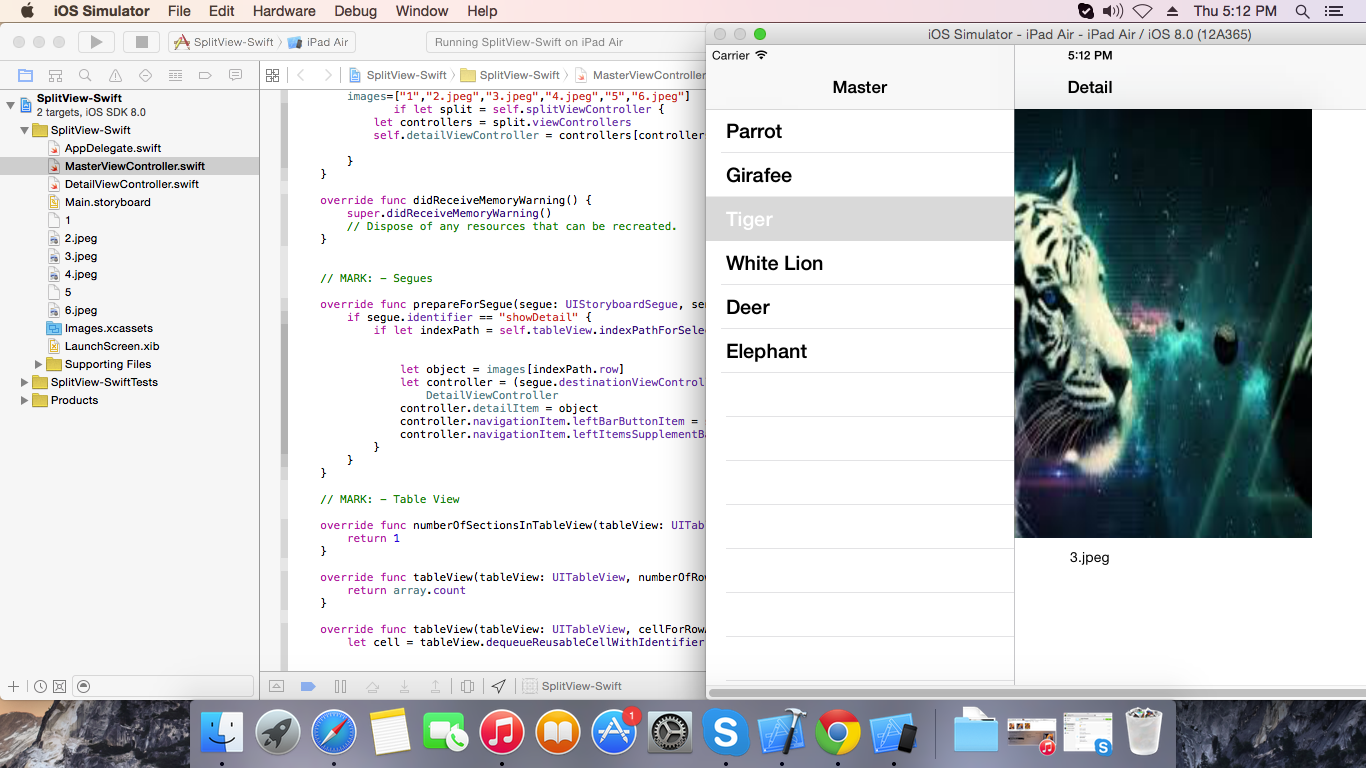 iOS Simulator File Edit Hardware Debug Window Help Thu 5:12 PM
SplitView-Swift iPad Air
Running SplitView-Swift on iPad Air
SplitView-Swift SplitView-Swift MasterViewController
SplitView-Swift
2 targets, iOS SDK 8.0
SplitView-Swift
AppDelegate.swift
MasterViewController.swift
DetailViewController.swift
Main.storyboard
1
2.jpeg
3.jpeg
4.jpeg
5
6.jpeg
Images.xcassets
LaunchScreen.xib
Supporting Files
SplitView-SwiftTests
Products
images=["1","2.jpeg","3.jpeg","4.jpeg","5","6.jpeg"]
if let split = self.splitViewController {
let controllers = split.viewControllers
self.detailViewController = controllers[controller
}
}
override func didReceiveMemoryWarning() {
super.didReceiveMemoryWarning()
// Dispose of any resources that can be recreated.
}
// MARK: - Segues
override func prepareForSegue(segue: UIStoryboardSegue, se
if segue.identifier == "showDetail" {
if let indexPath = self.tableView.indexPathForSele
let object = images[indexPath.row]
let controller = (segue.destinationViewControl
DetailViewController
controller.detailItem = object
controller.navigationItem.leftBarButtonItem =
controller.navigationItem.leftItemsSupplementBa
}
}
}
// MARK: - Table View
override func numberOfSectionsInTableView(tableView: UITab
return 1
}
override func tableView(tableView: UITableView, numberOfRow
return array.count
}
override func tableView(tableView: UITableView, cellForRowA
let cell = tableView.dequeueReusableCellWithIdentifier
SplitView-Swift
iOS Simulator - iPad Air - iPad Air / iOS 8.0 (12A365)
Carrier 5:12 PM
Master
Detail
Parrot
Girafee
Tiger
White Lion
Deer
Elephant
3.jpeg
1